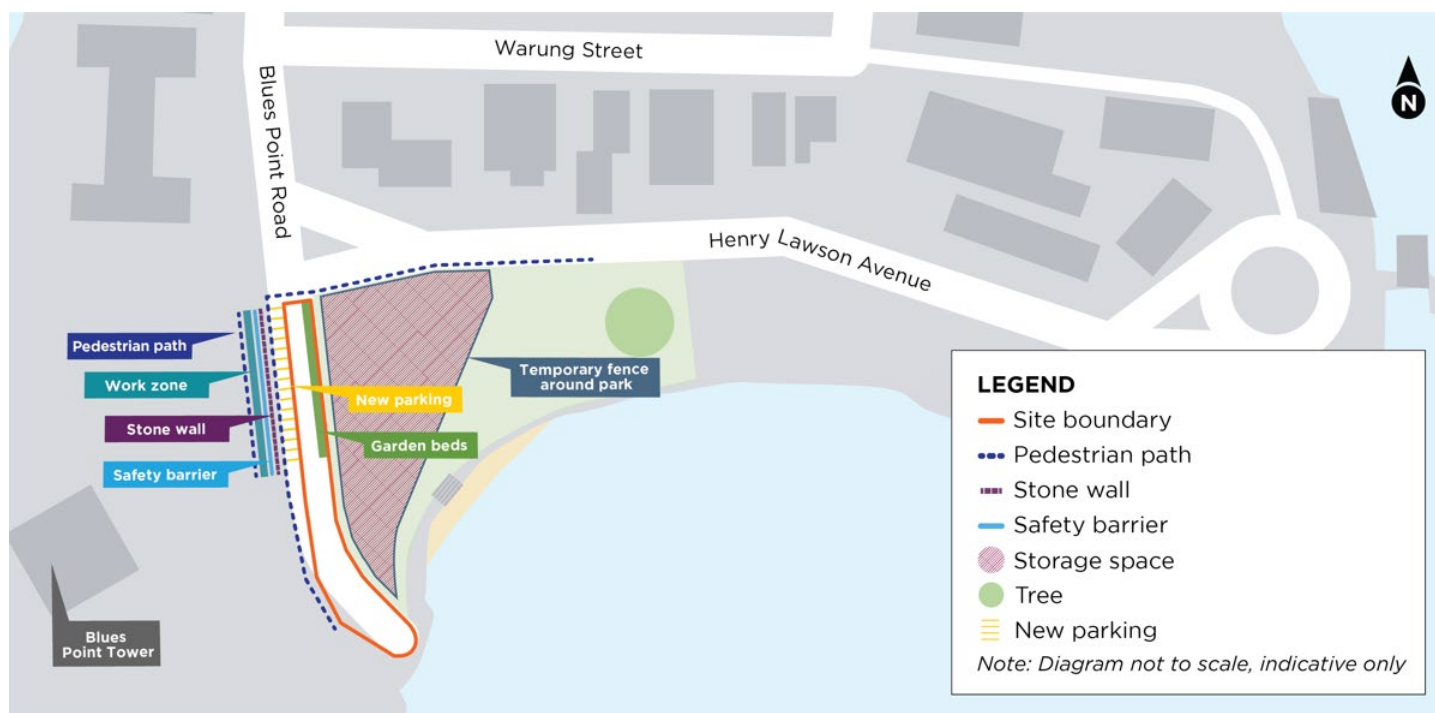 Warung Street
Blues Point Road
N
Henry Lawson Avenue
Pedestrian path
Work zone
Stone wall
Safety barrier
New parking
Garden beds
Temporary fence
around park
Blues
Point Tower
LEGEND
Site boundary
Pedestrian path
Stone wall
Safety barrier
Storage space
Tree
New parking
Note: Diagram not to scale, indicative only